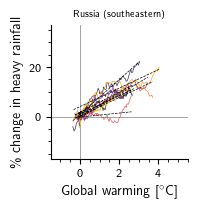 Russia (southeastern)
% change in heavy rainfall
20
0
0 2 4
Global warming [°C]